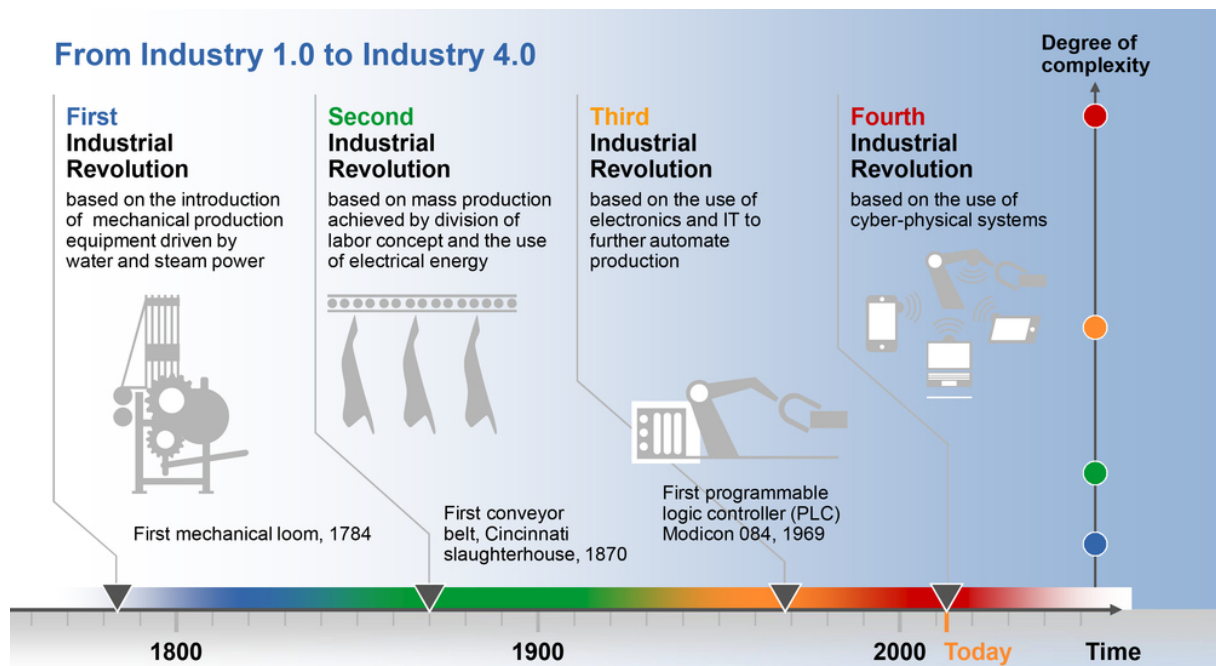 From Industry 1.0 to Industry 4.0
Degree of
complexity
First
Industrial
Revolution
based on the introduction
of mechanical production
equipment driven by
water and steam power
First mechanical loom, 1784
Second
Industrial
Revolution
based on mass production
achieved by division of
labor concept and the use
of electrical energy
First conveyor
belt, Cincinnati
slaughterhouse, 1870
Third
Industrial
Revolution
based on the use of
electronics and IT to
further automate
production
First programmable
logic controller (PLC)
Modicon 084, 1969
Fourth
Industrial
Revolution
based on the use of
cyber-physical systems
1800
1900
2000
Today
Time